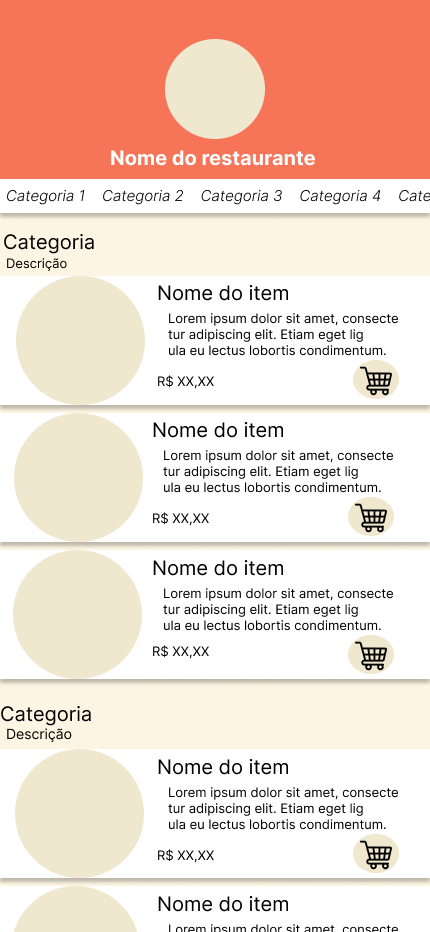 Nome do restaurante
Categoria 1 Categoria 2 Categoria 3 Categoria 4 Cate
Categoria
Descrição
Nome do item
Lorem ipsum dolor sit amet, consecte
tur adipiscing elit. Etiam eget lig
ula eu lectus lobortis condimentum.
R$ XX,XX
Nome do item
Lorem ipsum dolor sit amet, consecte
tur adipiscing elit. Etiam eget lig
ula eu lectus lobortis condimentum.
R$ XX,XX
Nome do item
Lorem ipsum dolor sit amet, consecte
tur adipiscing elit. Etiam eget lig
ula eu lectus lobortis condimentum.
R$ XX,XX
Categoria
Descrição
Nome do item
Lorem ipsum dolor sit amet, consecte
tur adipiscing elit. Etiam eget lig
ula eu lectus lobortis condimentum.
R$ XX,XX
Nome do item
Lorem ipsum dolor sit amet, consecte